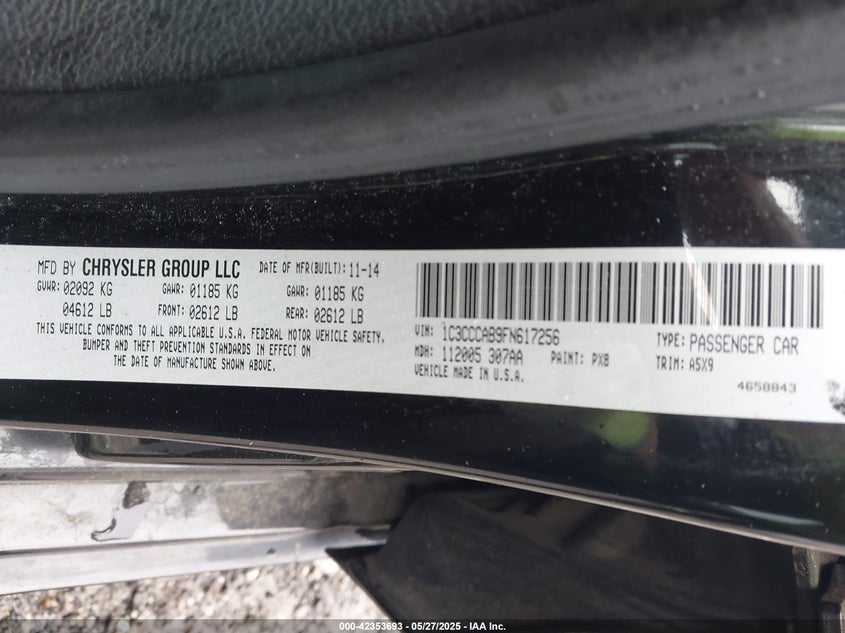 MFD BY CHRYSLER GROUP LLC DATE OF MFR(BUILT): 11-14
GVWR: 02092 KG GAWR: 01185 KG GAWR: 01185 KG
04612 LB FRONT: 02612 LB REAR: 02612 LB
THIS VEHICLE CONFORMS TO ALL APPLICABLE U.S.A. FEDERAL MOTOR VEHICLE SAFETY,
BUMPER AND THEFT PREVENTION STANDARDS IN EFFECT ON
THE DATE OF MANUFACTURE SHOWN ABOVE.
VIN: 1C3CCCAB9FN617256 TYPE: PASSENGER CAR
MDH: 112005 307AA PAINT: PX8 TRIM: A5X9
VEHICLE MADE IN U.S.A.
4658843
000-42353693 - 05/27/2025 - IAA Inc.